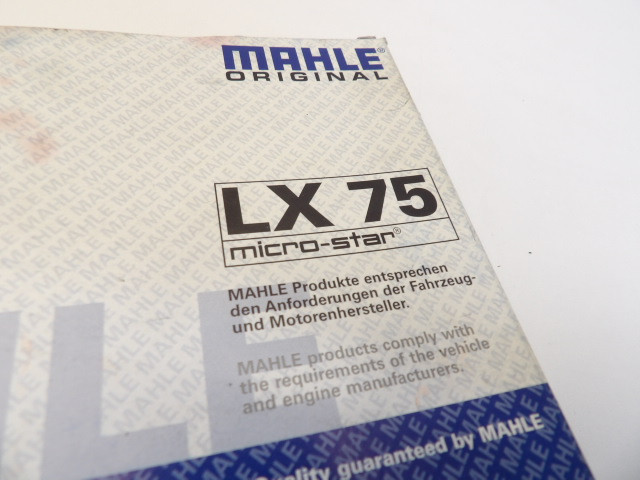 MAHLE®
ORIGINAL
LX 75
micro-star®
MAHLE Produkte entsprechen
den Anforderungen der Fahrzeug-
und Motorenhersteller.
MAHLE products comply with
the requirements of the vehicle
and engine manufacturers.
Quality guaranteed by MAHLE